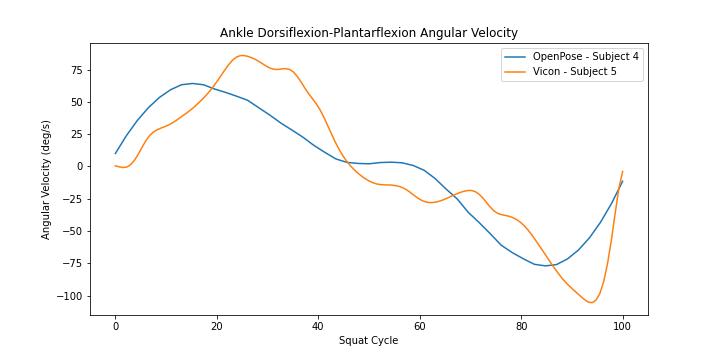 Ankle Dorsiflexion-Plantarflexion Angular Velocity
OpenPose - Subject 4
Vicon - Subject 5
75
50
25
0
−25
−50
−75
−100
Angular Velocity (deg/s)
0 20 40 60 80 100
Squat Cycle